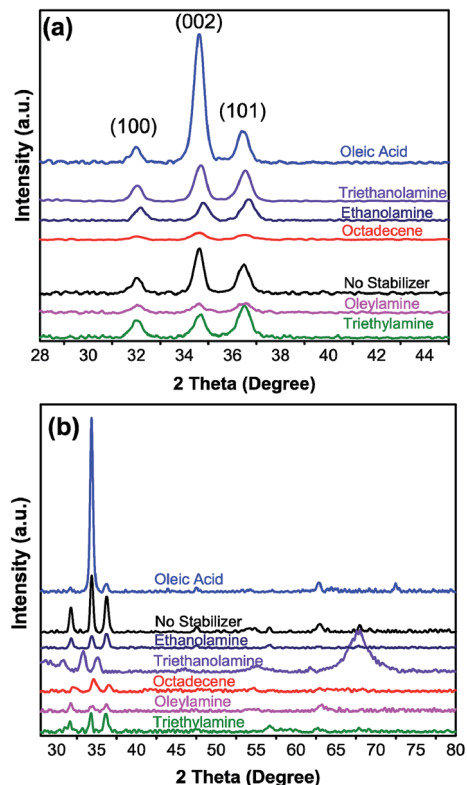 (a)
(002)
(100)
(101)
Intensity (a.u.)
Oleic Acid
Triethanolamine
Ethanolamine
Octadecene
No Stabilizer
Oleylamine
Triethylamine
28 30 32 34 36 38 40 42 44
2 Theta (Degree)
(b)
Intensity (a.u.)
Oleic Acid
No Stabilizer
Ethanolamine
Triethanolamine
Octadecene
Oleylamine
Triethylamine
30 35 40 45 50 55 60 65 70 75 80
2 Theta (Degree)